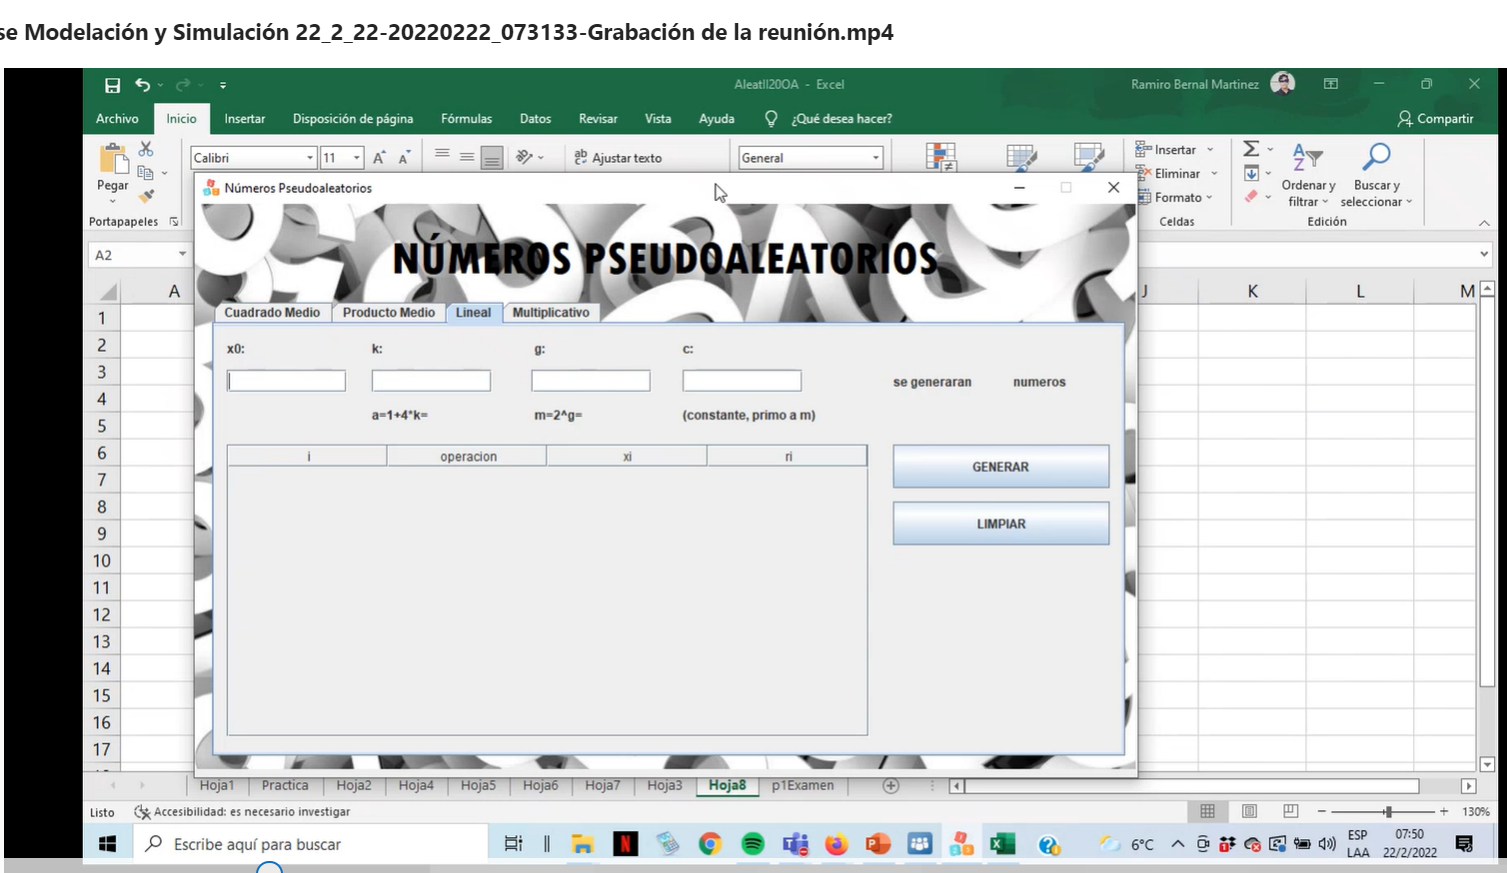 se Modelación y Simulación 22_2_22-20220222_073133-Grabación de la reunión.mp4
AleatII20OA - Excel
Ramiro Bernal Martinez
Archivo Inicio Insertar Disposición de página Fórmulas Datos Revisar Vista Ayuda ¿Qué desea hacer? Compartir
Pegar
Portapapeles
Calibri 11
ab Ajustar texto
General
Insertar
Eliminar
Formato
Celdas
Ordenar y filtrar
Buscar y seleccionar
Edición
A2
Números Pseudoaleatorios
NÚMEROS PSEUDOALEATORIOS
Cuadrado Medio Producto Medio Lineal Multiplicativo
x0: k: g: c:
se generaran numeros
a=1+4*k= m=2^g= (constante, primo a m)
i operacion xi ri
GENERAR
LIMPIAR
A J K L M
1
2
3
4
5
6
7
8
9
10
11
12
13
14
15
16
17
Hoja1 Practica Hoja2 Hoja4 Hoja5 Hoja6 Hoja7 Hoja3 Hoja8 p1Examen
Listo Accesibilidad: es necesario investigar 130%
Escribe aquí para buscar
6°C
ESP
LAA
07:50
22/2/2022